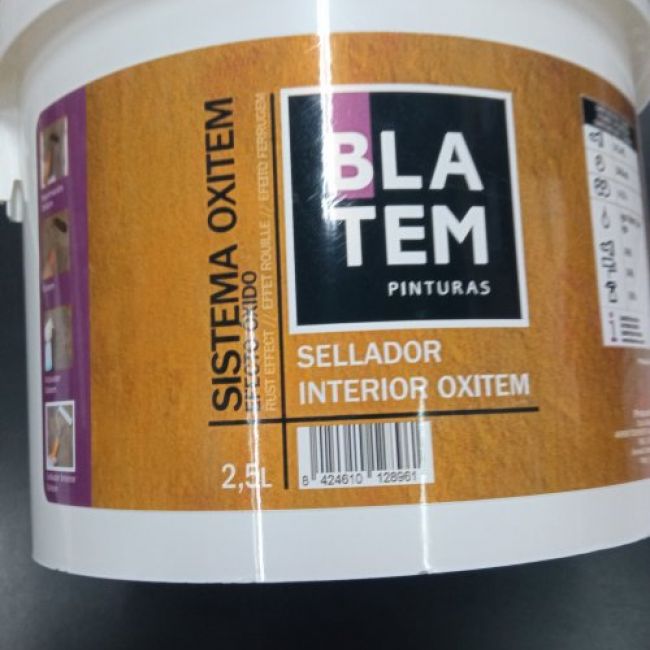 SISTEMA OXITEM
EFECTO OXIDO
RUST EFFECT // EFFET ROUILLE // EFEITO FERRUGEM
BLA
TEM
PINTURAS
SELLADOR
INTERIOR OXITEM
2,5L
8 424610 128961